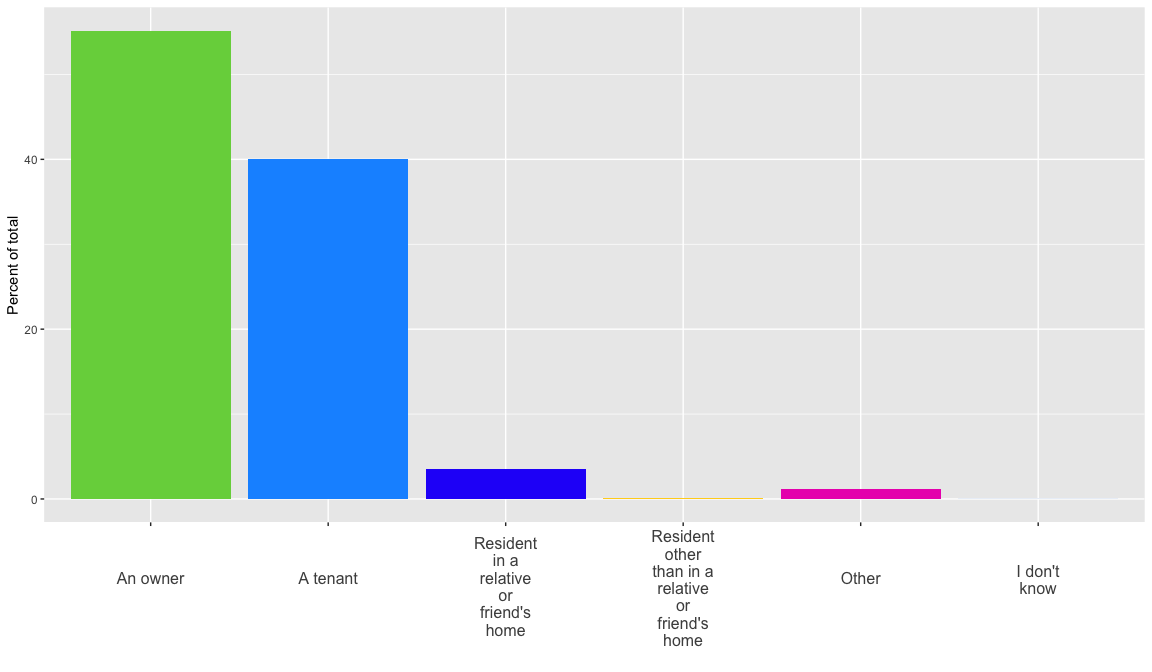 Percent of total
40
20
0
An owner
A tenant
Resident
in a
relative
or
friend's
home
Resident
other
than in a
relative
or
friend's
home
Other
I don't
know